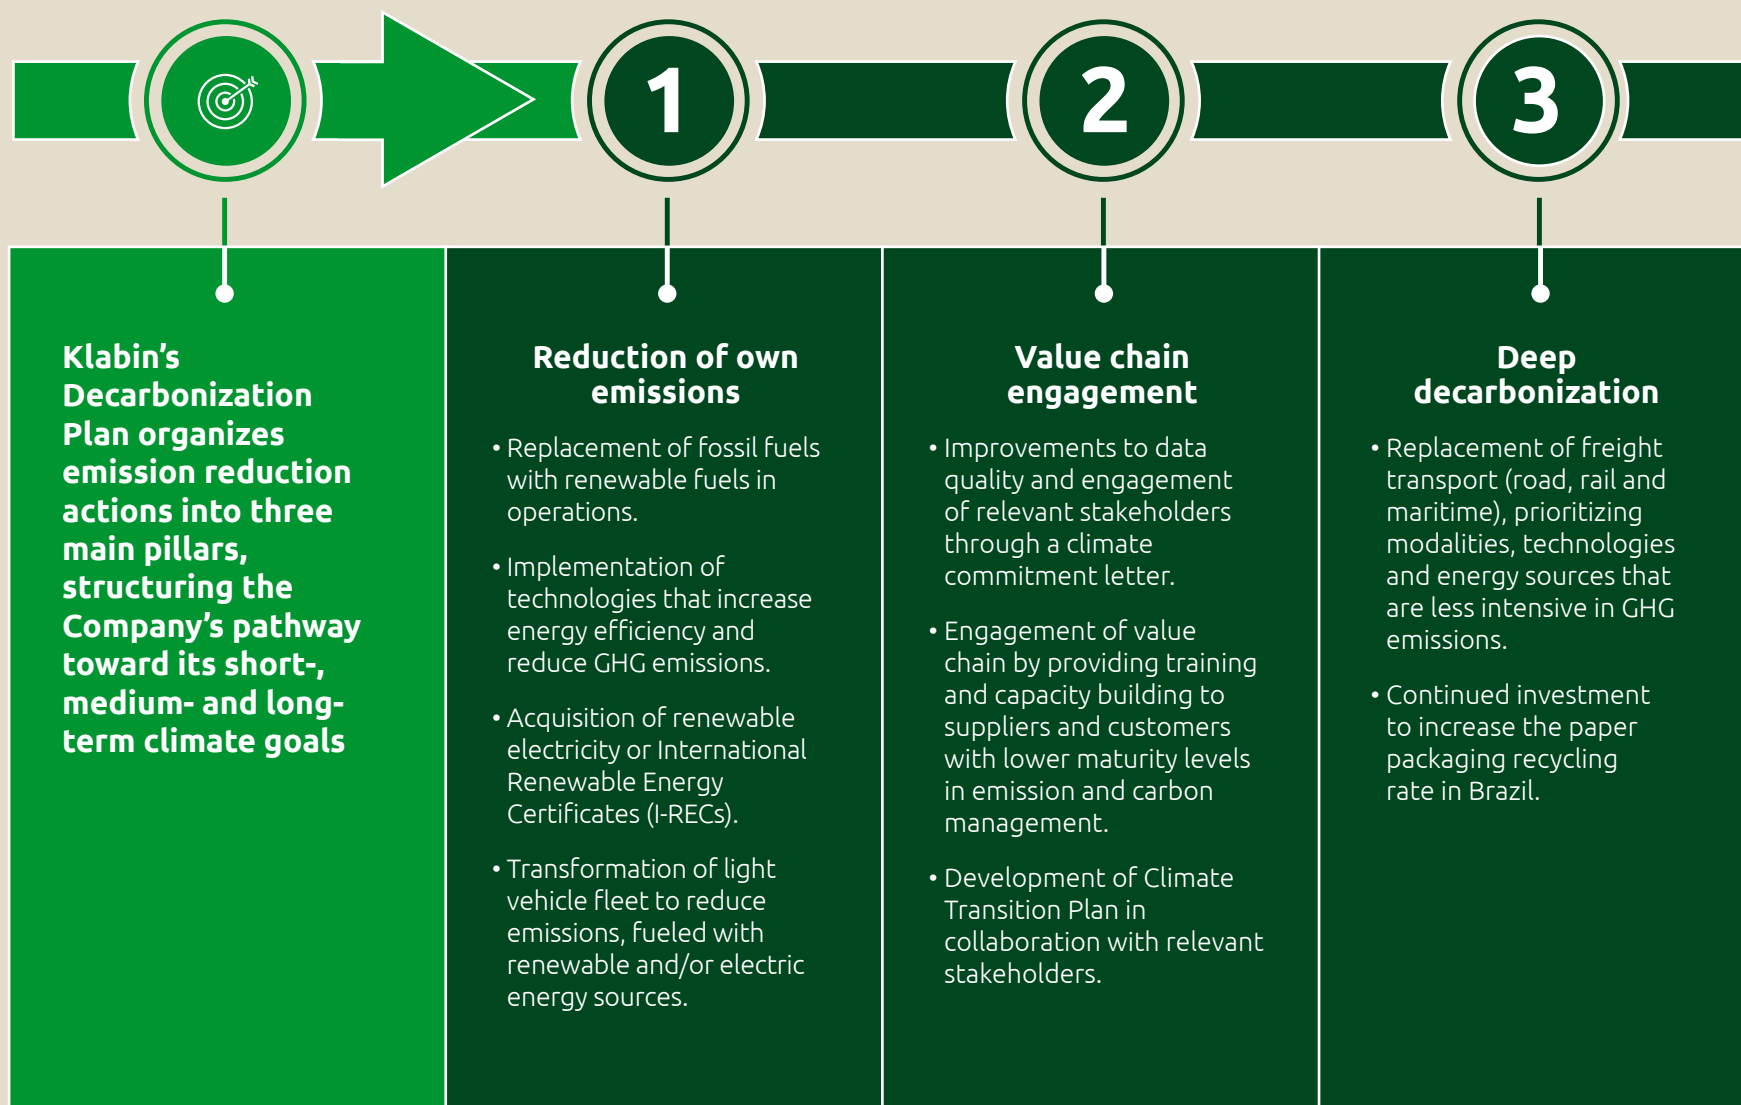 1
2
3
Klabin's
Decarbonization
Plan organizes
emission reduction
actions into three
main pillars,
structuring the
Company's pathway
toward its short-,
medium- and long-
term climate goals
Reduction of own
emissions
• Replacement of fossil fuels
with renewable fuels in
operations.
• Implementation of
technologies that increase
energy efficiency and
reduce GHG emissions.
• Acquisition of renewable
electricity or International
Renewable Energy
Certificates (I-RECs).
• Transformation of light
vehicle fleet to reduce
emissions, fueled with
renewable and/or electric
energy sources.
Value chain
engagement
• Improvements to data
quality and engagement
of relevant stakeholders
through a climate
commitment letter.
• Engagement of value
chain by providing training
and capacity building to
suppliers and customers
with lower maturity levels
in emission and carbon
management.
• Development of Climate
Transition Plan in
collaboration with relevant
stakeholders.
Deep
decarbonization
• Replacement of freight
transport (road, rail and
maritime), prioritizing
modalities, technologies
and energy sources that
are less intensive in GHG
emissions.
• Continued investment
to increase the paper
packaging recycling
rate in Brazil.